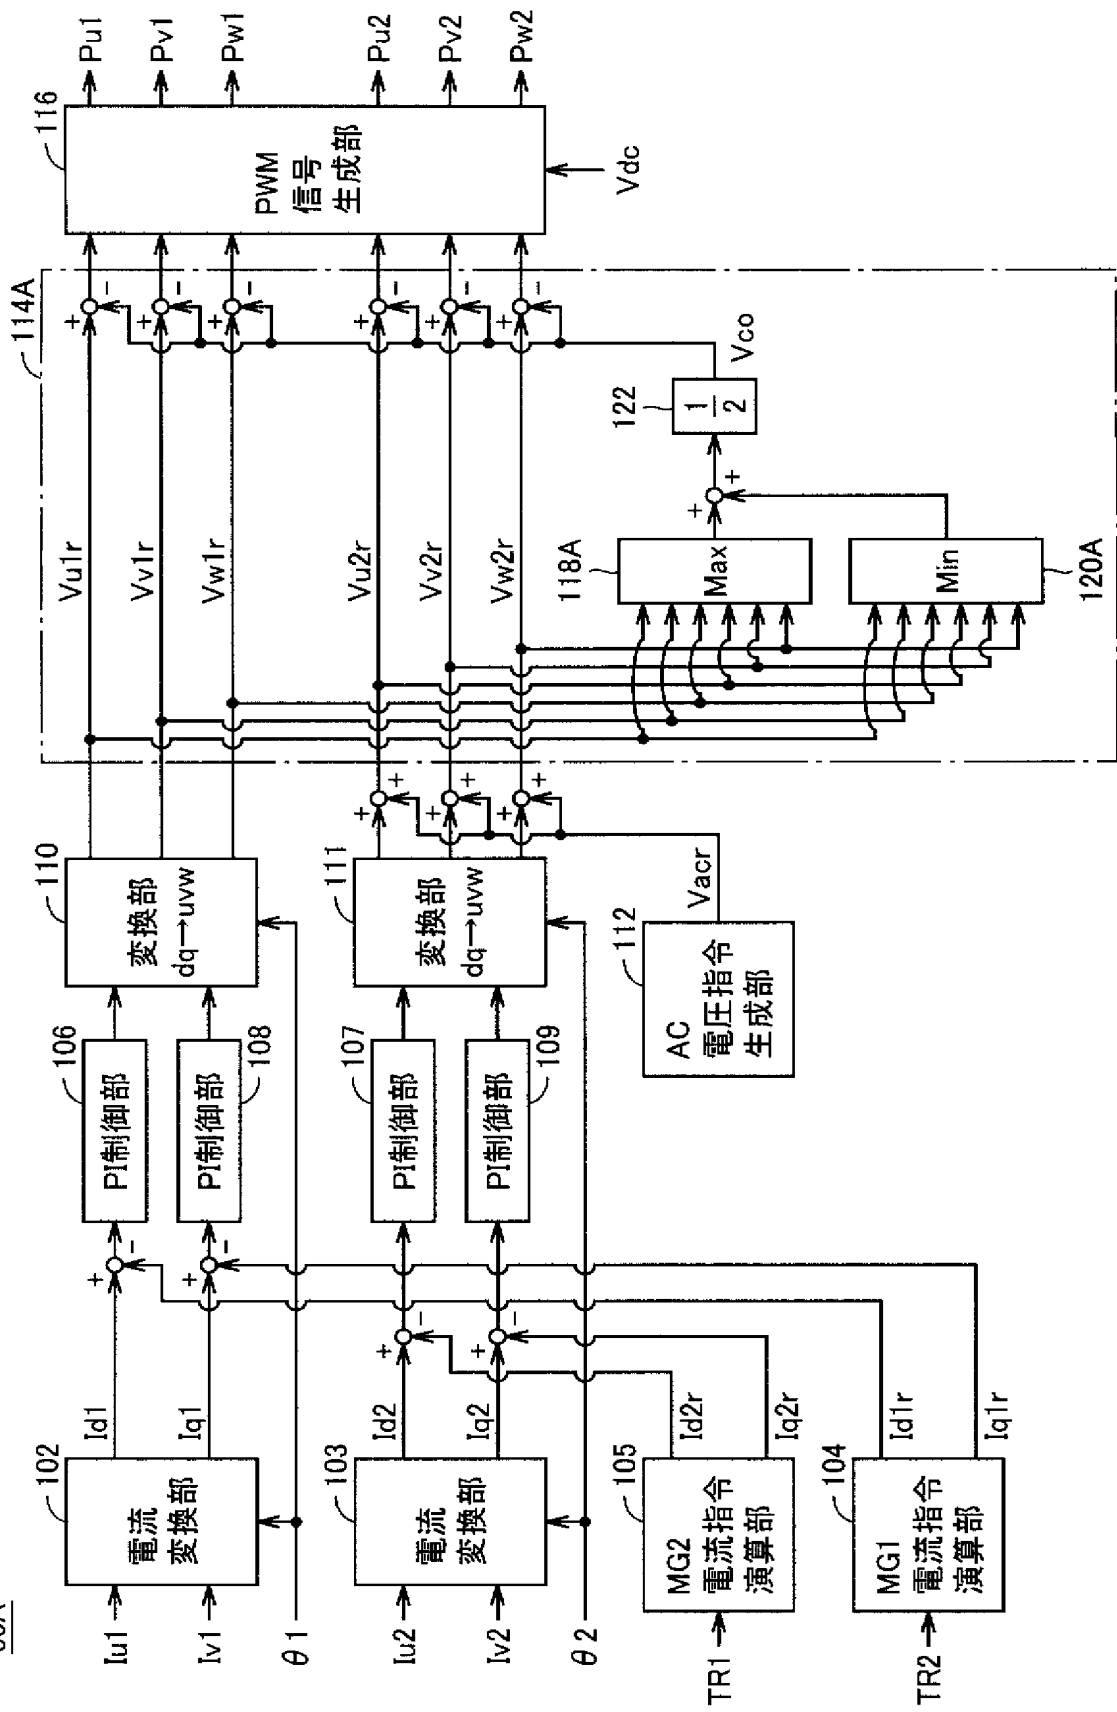 102
電流
変換部
Iu1
Iv1
θ1
Id1
Iq1
+
-
+
-
106
PI制御部
PI制御部
108
110
変換部
dq→uvw
Vu1r
Vv1r
Vw1r
114A
+
-
+
-
+
-
116
PWM
信号
生成部
Vdc
Pu1
Pv1
Pw1
Pu2
Pv2
Pw2
103
電流
変換部
Iu2
Iv2
θ2
Id2
Iq2
+
-
+
-
107
PI制御部
PI制御部
109
111
変換部
dq→uvw
+
+
+
+
+
+
Vu2r
Vv2r
Vw2r
+
-
+
-
+
-
105
MG2
電流指令
演算部
TR1
Id2r
Iq2r
112
AC
電圧指令
生成部
Vacr
118A
Max
+
+
122
1
2
Vco
104
MG1
電流指令
演算部
TR2
Id1r
Iq1r
Min
120A